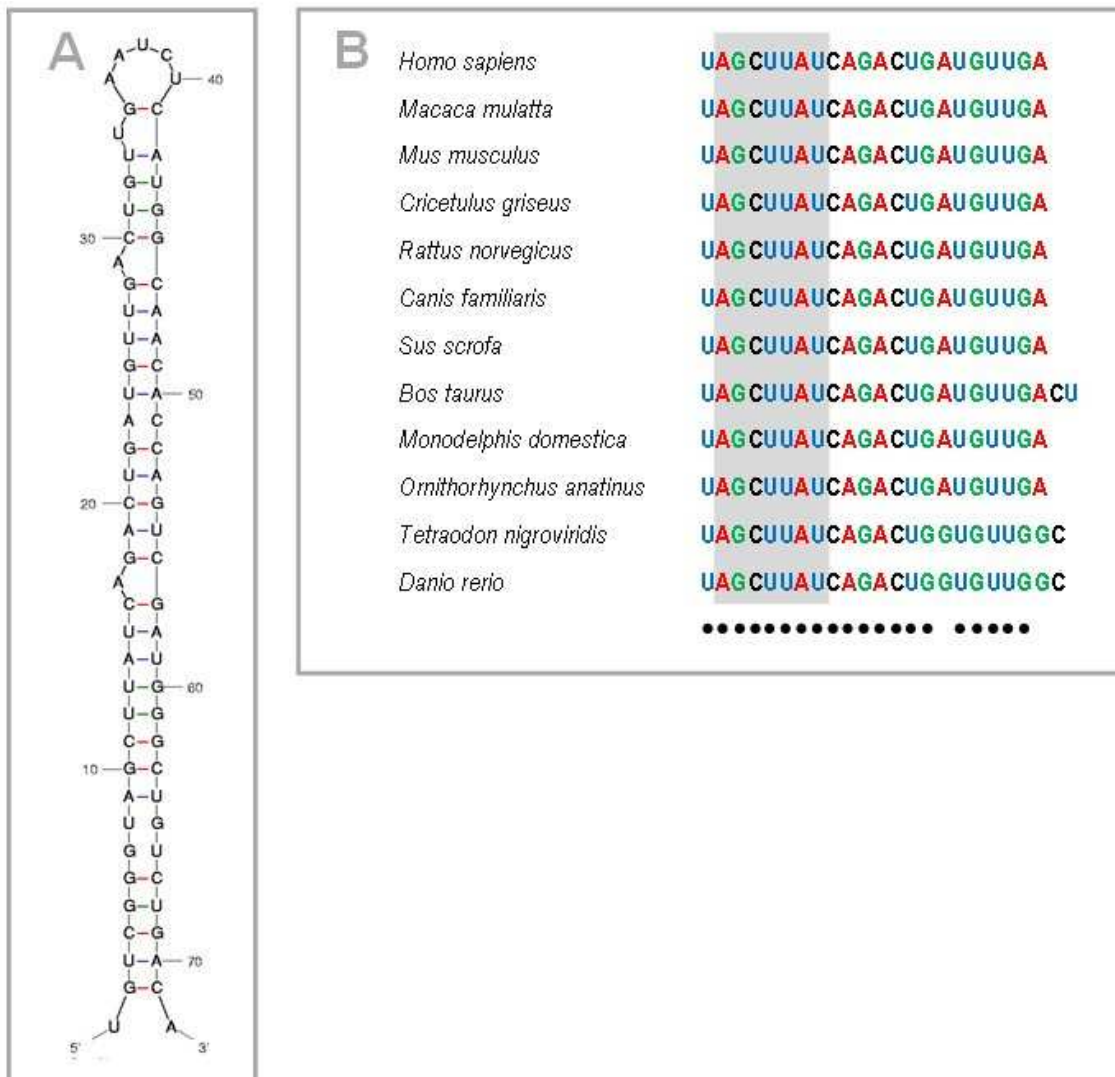 A
U C
A U 40
A
G C
U
U A
G U
U G
30 C G
A
G C
U A
U A
G C
U A 50
A C
G C
U A
20 C G
A U
G C
A
C G
U A
A U
U G 60
U G
C G
10 G C
A U
U G
G U
G C
G U
C G
U A 70
G C
U A
5' 3'
B
Homo sapiens UAGCUUAUCAGACUGAUGUUGA
Macaca mulatta UAGCUUAUCAGACUGAUGUUGA
Mus musculus UAGCUUAUCAGACUGAUGUUGA
Cricetulus griseus UAGCUUAUCAGACUGAUGUUGA
Rattus norvegicus UAGCUUAUCAGACUGAUGUUGA
Canis familiaris UAGCUUAUCAGACUGAUGUUGA
Sus scrofa UAGCUUAUCAGACUGAUGUUGA
Bos taurus UAGCUUAUCAGACUGAUGUUGACU
Monodelphis domestica UAGCUUAUCAGACUGAUGUUGA
Ornithorhynchus anatinus UAGCUUAUCAGACUGAUGUUGA
Tetraodon nigroviridis UAGCUUAUCAGACUGGUGUUGGC
Danio rerio UAGCUUAUCAGACUGGUGUUGGC